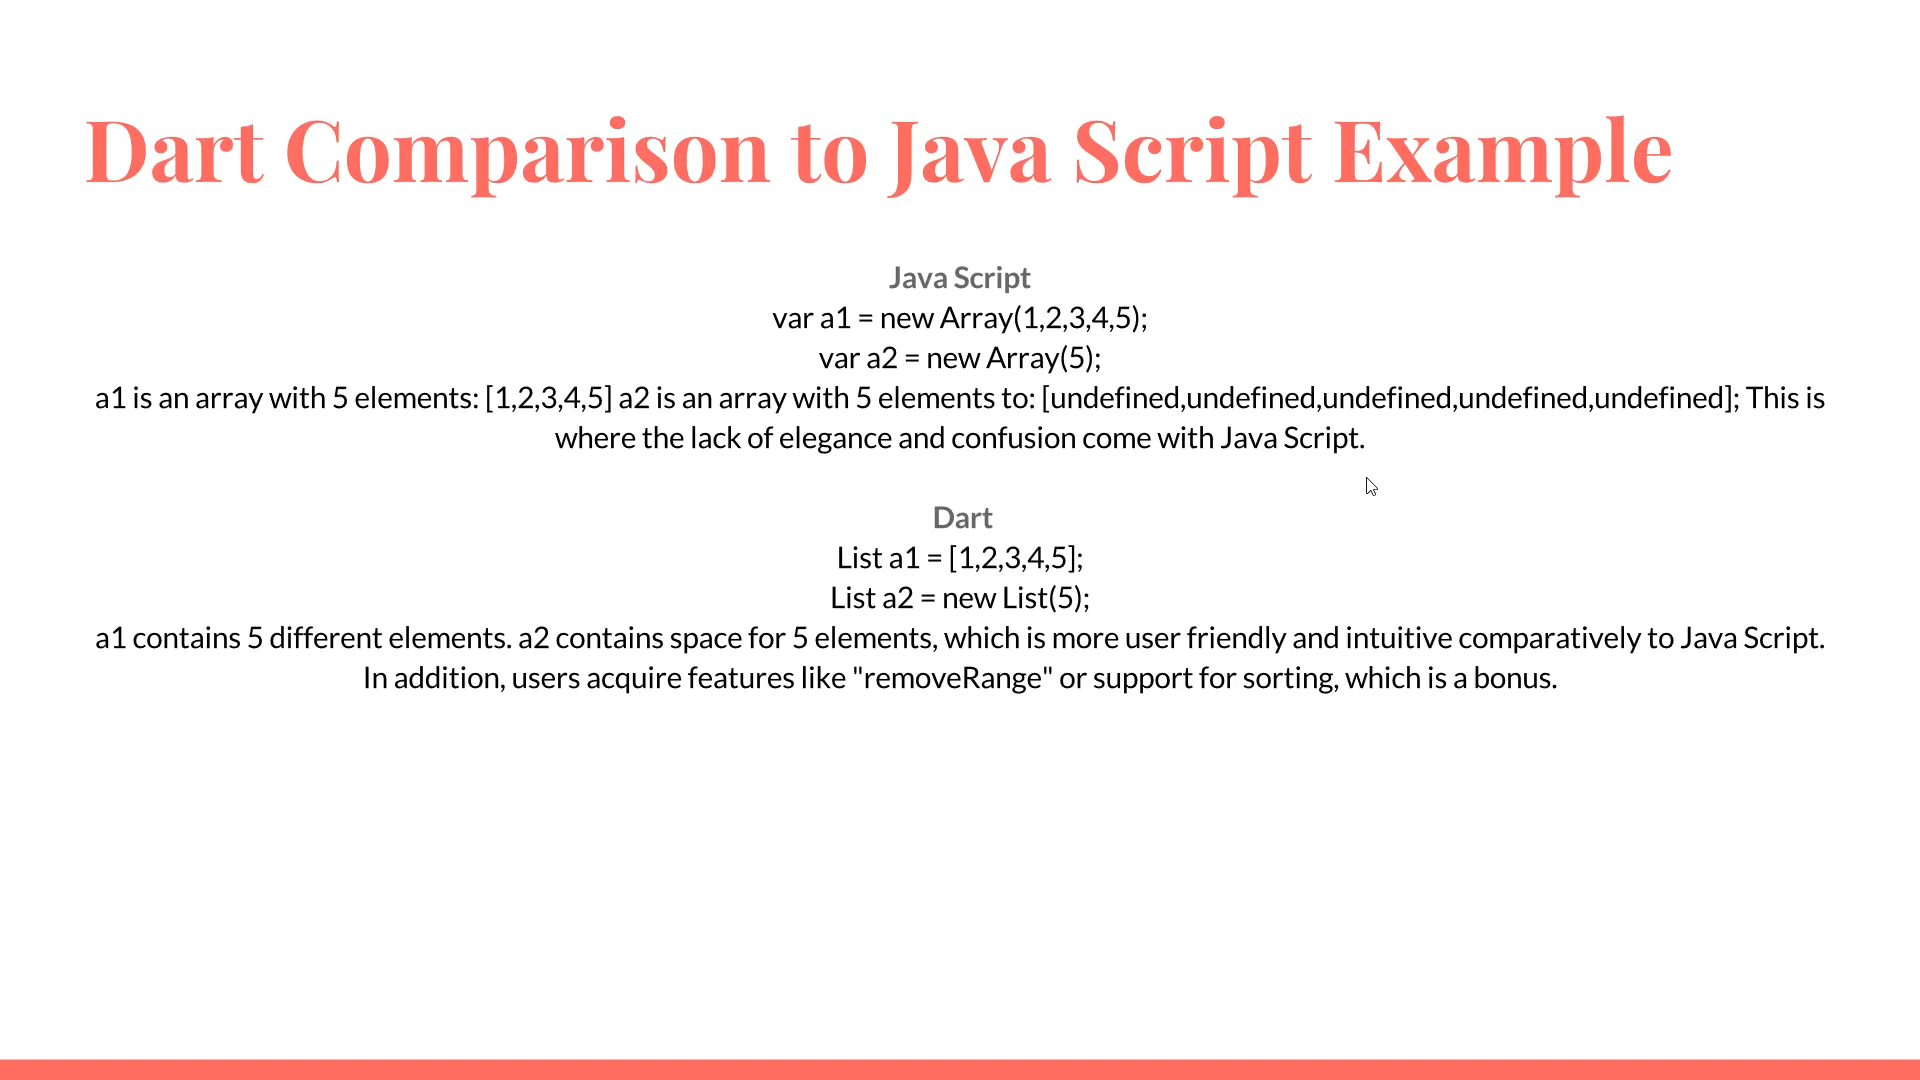 Dart Comparison to Java Script Example
Java Script
var a1 = new Array(1,2,3,4,5);
var a2 = new Array(5);
a1 is an array with 5 elements: [1,2,3,4,5] a2 is an array with 5 elements to: [undefined,undefined,undefined,undefined,undefined]; This is
where the lack of elegance and confusion come with Java Script.
Dart
List a1 = [1,2,3,4,5];
List a2 = new List(5);
a1 contains 5 different elements. a2 contains space for 5 elements, which is more user friendly and intuitive comparatively to Java Script.
In addition, users acquire features like "removeRange" or support for sorting, which is a bonus.